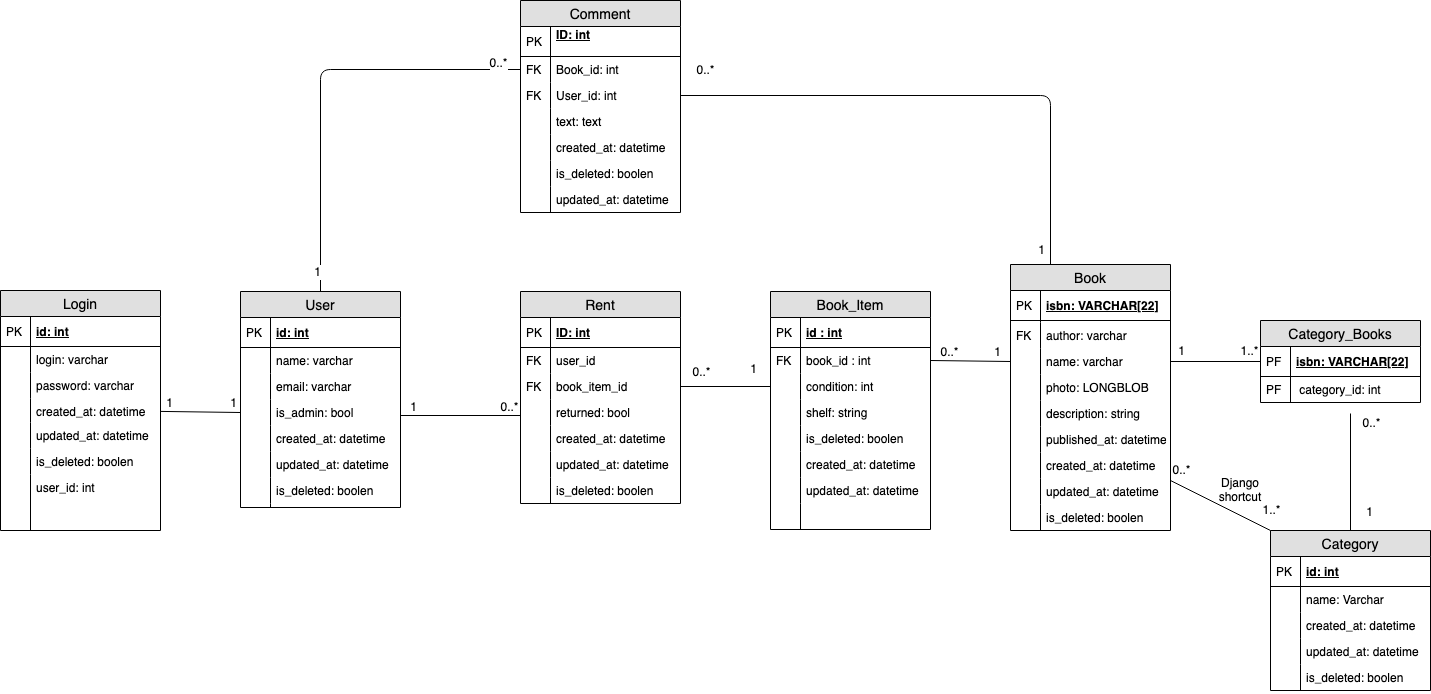 Comment
PK ID: int
FK Book_id: int
FK User_id: int
text: text
created_at: datetime
is_deleted: boolen
updated_at: datetime
0..*
0..*
1
1
Login
PK id: int
login: varchar
password: varchar
created_at: datetime
updated_at: datetime
is_deleted: boolen
user_id: int
1
1
User
PK id: int
name: varchar
email: varchar
is_admin: bool
created_at: datetime
updated_at: datetime
is_deleted: boolen
1
0..*
Rent
PK ID: int
FK user_id
FK book_item_id
returned: bool
created_at: datetime
updated_at: datetime
is_deleted: boolen
0..*
1
Book_Item
PK id : int
FK book_id : int
condition: int
shelf: string
is_deleted: boolen
created_at: datetime
updated_at: datetime
0..*
1
Book
PK isbn: VARCHAR[22]
FK author: varchar
name: varchar
photo: LONGBLOB
description: string
published_at: datetime
created_at: datetime
updated_at: datetime
is_deleted: boolen
1
1..*
Category_Books
PF isbn: VARCHAR[22]
PF category_id: int
0..*
1
0..*
Django
shortcut
1..*
Category
PK id: int
name: Varchar
created_at: datetime
updated_at: datetime
is_deleted: boolen